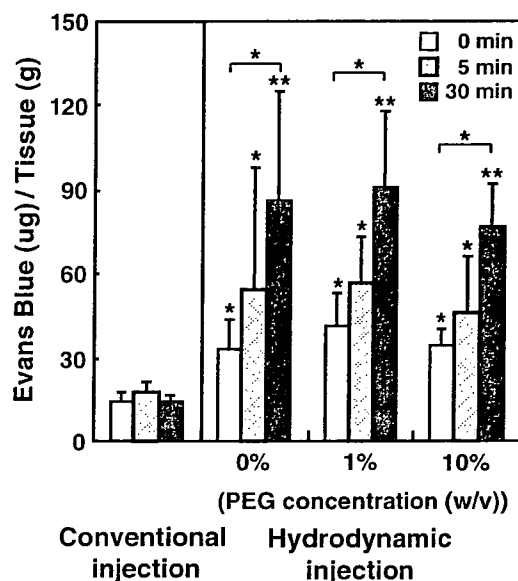 Evans Blue (ug) / Tissue (g)
150
120
90
60
30
0
0 min
5 min
30 min
*
**
*
*
*
**
*
*
*
**
*
*
*
0%
1%
10%
(PEG concentration (w/v))
Conventional
injection
Hydrodynamic
injection